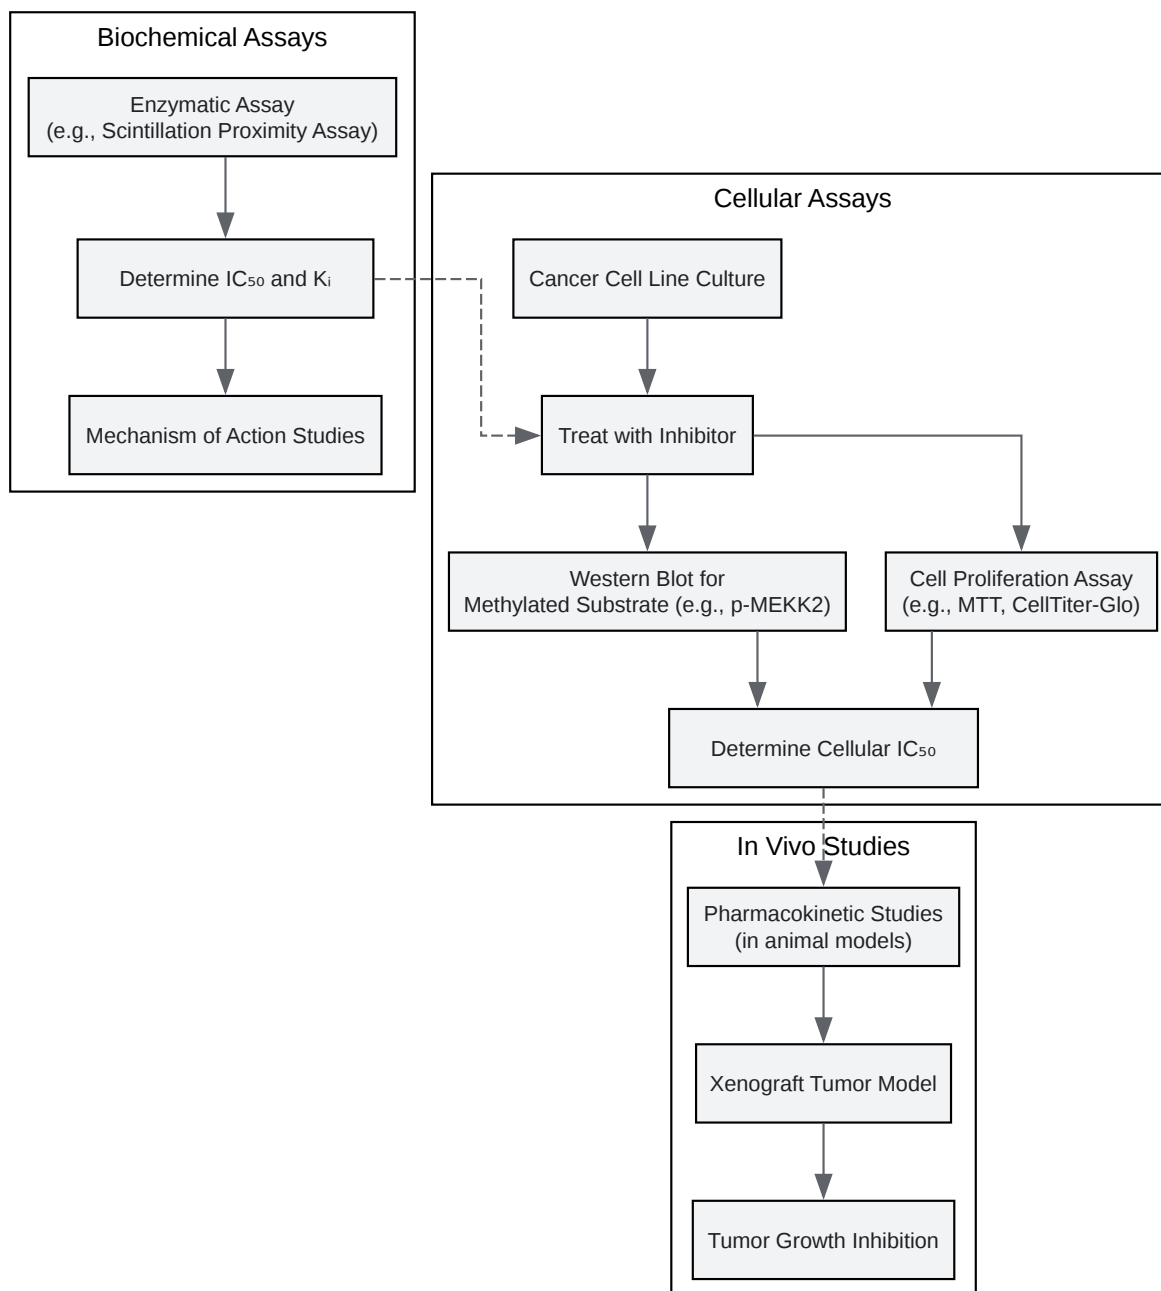 Biochemical Assays
Enzymatic Assay
(e.g., Scintillation Proximity Assay)
Determine IC₅₀ and Kᵢ
Mechanism of Action Studies
Cellular Assays
Cancer Cell Line Culture
Treat with Inhibitor
Western Blot for
Methylated Substrate (e.g., p-MEKK2)
Cell Proliferation Assay
(e.g., MTT, CellTiter-Glo)
Determine Cellular IC₅₀
In Vivo Studies
Pharmacokinetic Studies
(in animal models)
Xenograft Tumor Model
Tumor Growth Inhibition